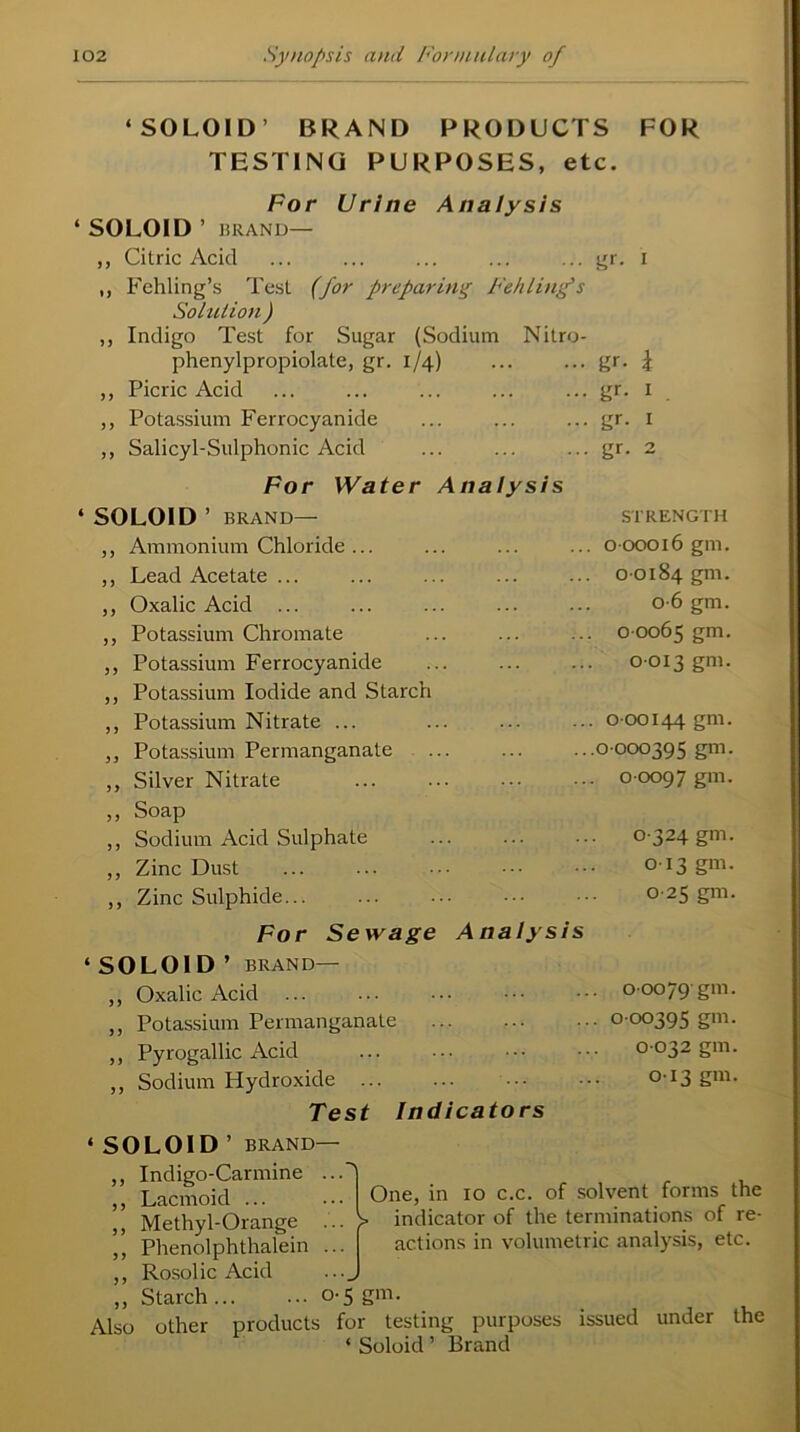 102 Synopsis and Formulary of
‘SOLOID’ BRAND PRODUCTS FOR
TESTING PURPOSES, etc.
For Urine Analysis
‘SOLOID’ BRAND—
,, Citric Acid ... ... ... ... ... gr. 1
,, Fehling’s Test (for preparing Fehling’s
Solution)
,, Indigo Test for Sugar (Sodium Nitro-
phenylpropiolate, gr. 1/4) ... ... gr. ¼
,, Picric Acid ... ... ... ... ... gr. 1
,, Potassium Ferrocyanide ... ... ... gr. 1
,, Salicyl-Sulphonic Acid ... ... ... gr. 2
For Water Analysis
‘SOLOID’ BRAND— STRENGTH
,, Ammonium Chloride ... ... ... ... 0·00016 gm.
,, Lead Acetate ... ... ... ... ... 0·0184 gm.
,, Oxalic Acid ... ... ... ... ... 0·6 gm.
,, Potassium Chromate ... ... ... 0·0065 gm.
,, Potassium Ferrocyanide ... ... ... 0·013 gm.
,, Potassium Iodide and Starch
,, Potassium Nitrate ... ... ... ... 0·00144 gm.
,, Potassium Permanganate ... ... ...0·000395 gm.
,, Silver Nitrate ... ... ... ... 0·0097 gm.
,, Soap
,, Sodium Acid Sulphate ... ... ... 0·324 gm.
,, Zinc Dust ... ... ... ... ... 0·13 gm.
,, Zinc Sulphide... ... ... ... ... 0·25 gm.
For Sewage Analysis
‘SOLOID’ BRAND—
,, Oxalic Acid ... ... ... ... ... 0·0079 gm.
,, Potassium Permanganate ... ... ... 0·00395 gm.
,, Pyrogallic Acid ... ... ... ... 0·032 gm.
,, Sodium Hydroxide ... ... ... ... 0·13 gm.
Test Indicators
‘SOLOID’ BRAND—
,, Indigo-Carmine ...
,, Lacmoid ... ... One, in 10 c.c. of solvent forms the
,, Methyl-Orange ... indicator of the terminations of re-
,, Phenolphthalein ... actions in volumetric analysis, etc.
,, Rosolic Acid ...
,, Starch ... ... 0·5 gm.
Also other products for testing purposes issued under the
‘Soloid’ Brand